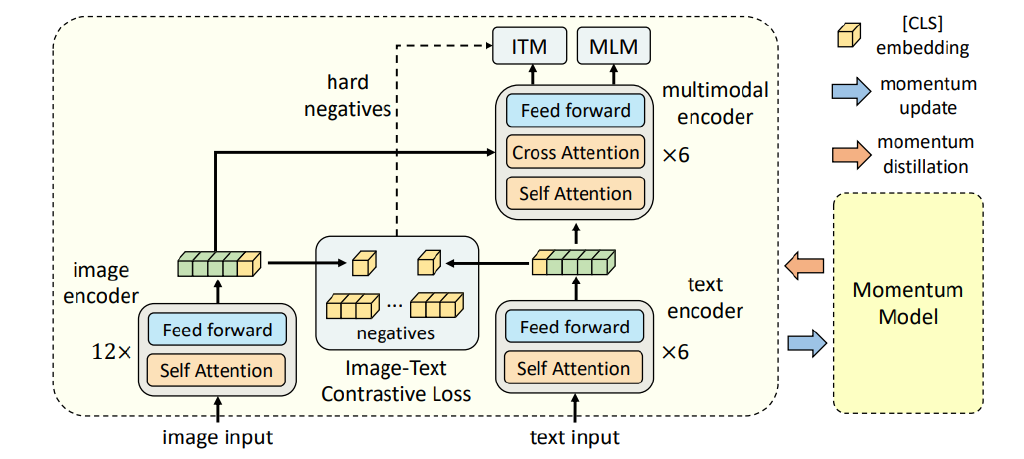 ITM
MLM
[CLS]
embedding
momentum
update
momentum
distillation
hard
negatives
multimodal
encoder
Feed forward
Cross Attention
×6
Self Attention
image
encoder
Feed forward
12×
Self Attention
...
negatives
Image-Text
Contrastive Loss
text
encoder
Feed forward
×6
Self Attention
Momentum
Model
image input
text input